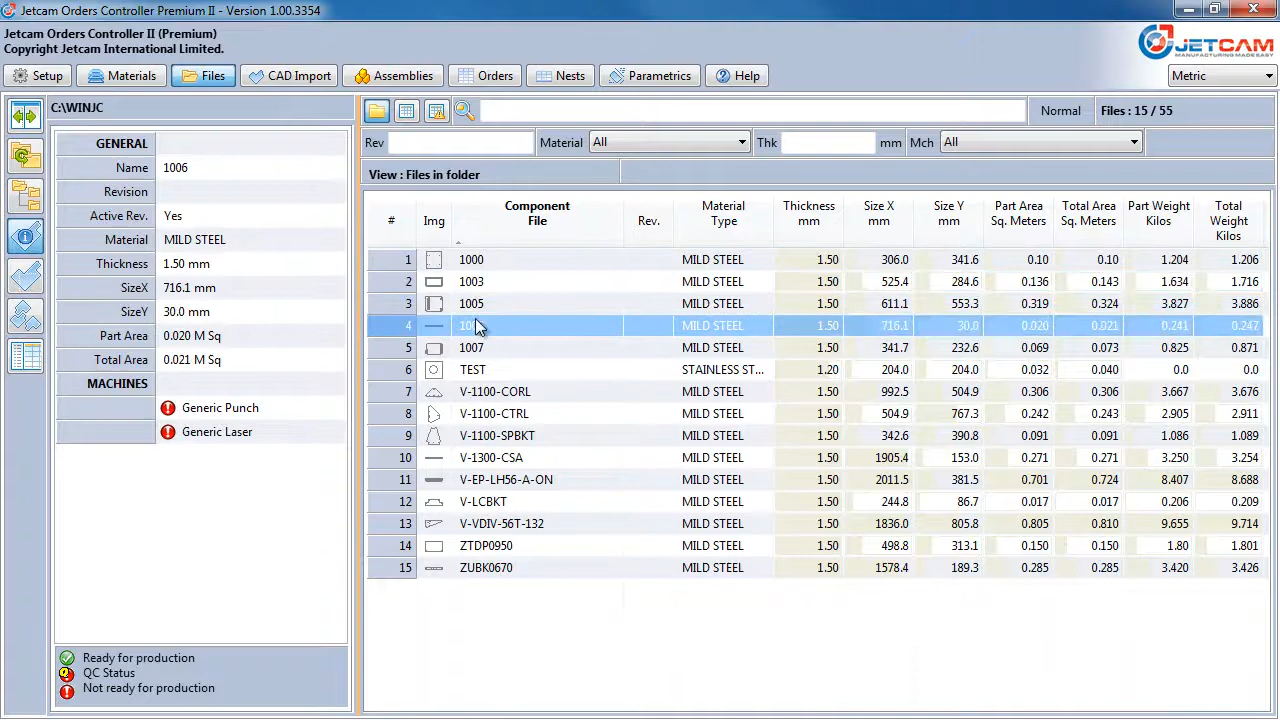 Jetcam Orders Controller Premium II - Version 1.00.3354
Jetcam Orders Controller II (Premium)
Copyright Jetcam International Limited.
JETCAM
MANUFACTURING MADE EASY
Setup Materials Files CAD Import Assemblies Orders Nests Parametrics Help Metric
C:\WINJC
Normal Files : 15 / 55
Rev Material All Thk mm Mch All
View : Files in folder
GENERAL
Name 1006
Revision
Active Rev. Yes
Material MILD STEEL
Thickness 1.50 mm
SizeX 716.1 mm
SizeY 30.0 mm
Part Area 0.020 M Sq
Total Area 0.021 M Sq
MACHINES
Generic Punch
Generic Laser
Ready for production
QC Status
Not ready for production
# Img Component File Rev. Material Type Thickness mm Size X mm Size Y mm Part Area Sq. Meters Total Area Sq. Meters Part Weight Kilos Total Weight Kilos
1 1000 MILD STEEL 1.50 306.0 341.6 0.10 0.10 1.204 1.206
2 1003 MILD STEEL 1.50 525.4 284.6 0.136 0.143 1.634 1.716
3 1005 MILD STEEL 1.50 611.1 553.3 0.319 0.324 3.827 3.886
4 MILD STEEL 1.50 716.1 30.0 0.020 0.021 0.241 0.247
5 1007 MILD STEEL 1.50 341.7 232.6 0.069 0.073 0.825 0.871
6 TEST STAINLESS ST... 1.20 204.0 204.0 0.032 0.040 0.0 0.0
7 V-1100-CORL MILD STEEL 1.50 992.5 504.9 0.306 0.306 3.667 3.676
8 V-1100-CTRL MILD STEEL 1.50 504.9 767.3 0.242 0.243 2.905 2.911
9 V-1100-SPBKT MILD STEEL 1.50 342.6 390.8 0.091 0.091 1.086 1.089
10 V-1300-CSA MILD STEEL 1.50 1905.4 153.0 0.271 0.271 3.250 3.254
11 V-EP-LH56-A-ON MILD STEEL 1.50 2011.5 381.5 0.701 0.724 8.407 8.688
12 V-LCBKT MILD STEEL 1.50 244.8 86.7 0.017 0.017 0.206 0.209
13 V-VDIV-56T-132 MILD STEEL 1.50 1836.0 805.8 0.805 0.810 9.655 9.714
14 ZTDP0950 MILD STEEL 1.50 498.8 313.1 0.150 0.150 1.80 1.801
15 ZUBK0670 MILD STEEL 1.50 1578.4 189.3 0.285 0.285 3.420 3.426